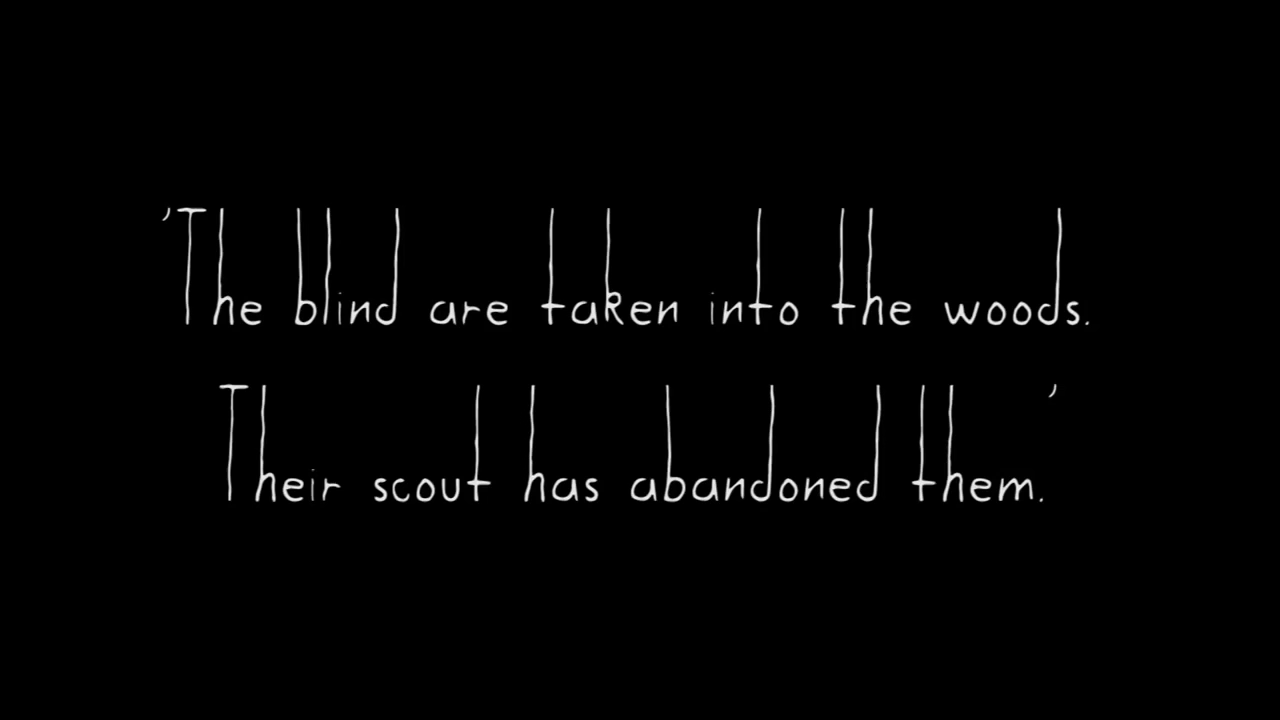 ’The blind are taken into the woods.
Their scout has abandoned them.’